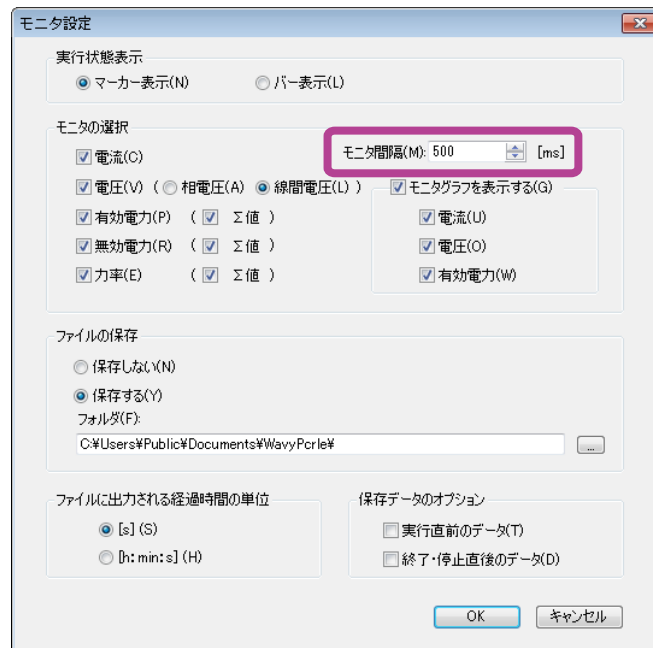 モニタ設定
実行状態表示
マーカー表示(N) バー表示(L)
モニタの選択
モニタ間隔(M): 500 [ms]
電流(C)
電圧(V) ( 相電圧(A) 線間電圧(L) ) モニタグラフを表示する(G)
有効電力(P) ( Σ値 ) 電流(U)
無効電力(R) ( Σ値 ) 電圧(O)
力率(E) ( Σ値 ) 有効電力(W)
ファイルの保存
保存しない(N)
保存する(Y)
フォルダ(F):
C:¥Users¥Public¥Documents¥WavyPcrle¥ ...
ファイルに出力される経過時間の単位 保存データのオプション
[s] (S) 実行直前のデータ(T)
[h:min:s] (H) 終了・停止直後のデータ(D)
OK キャンセル